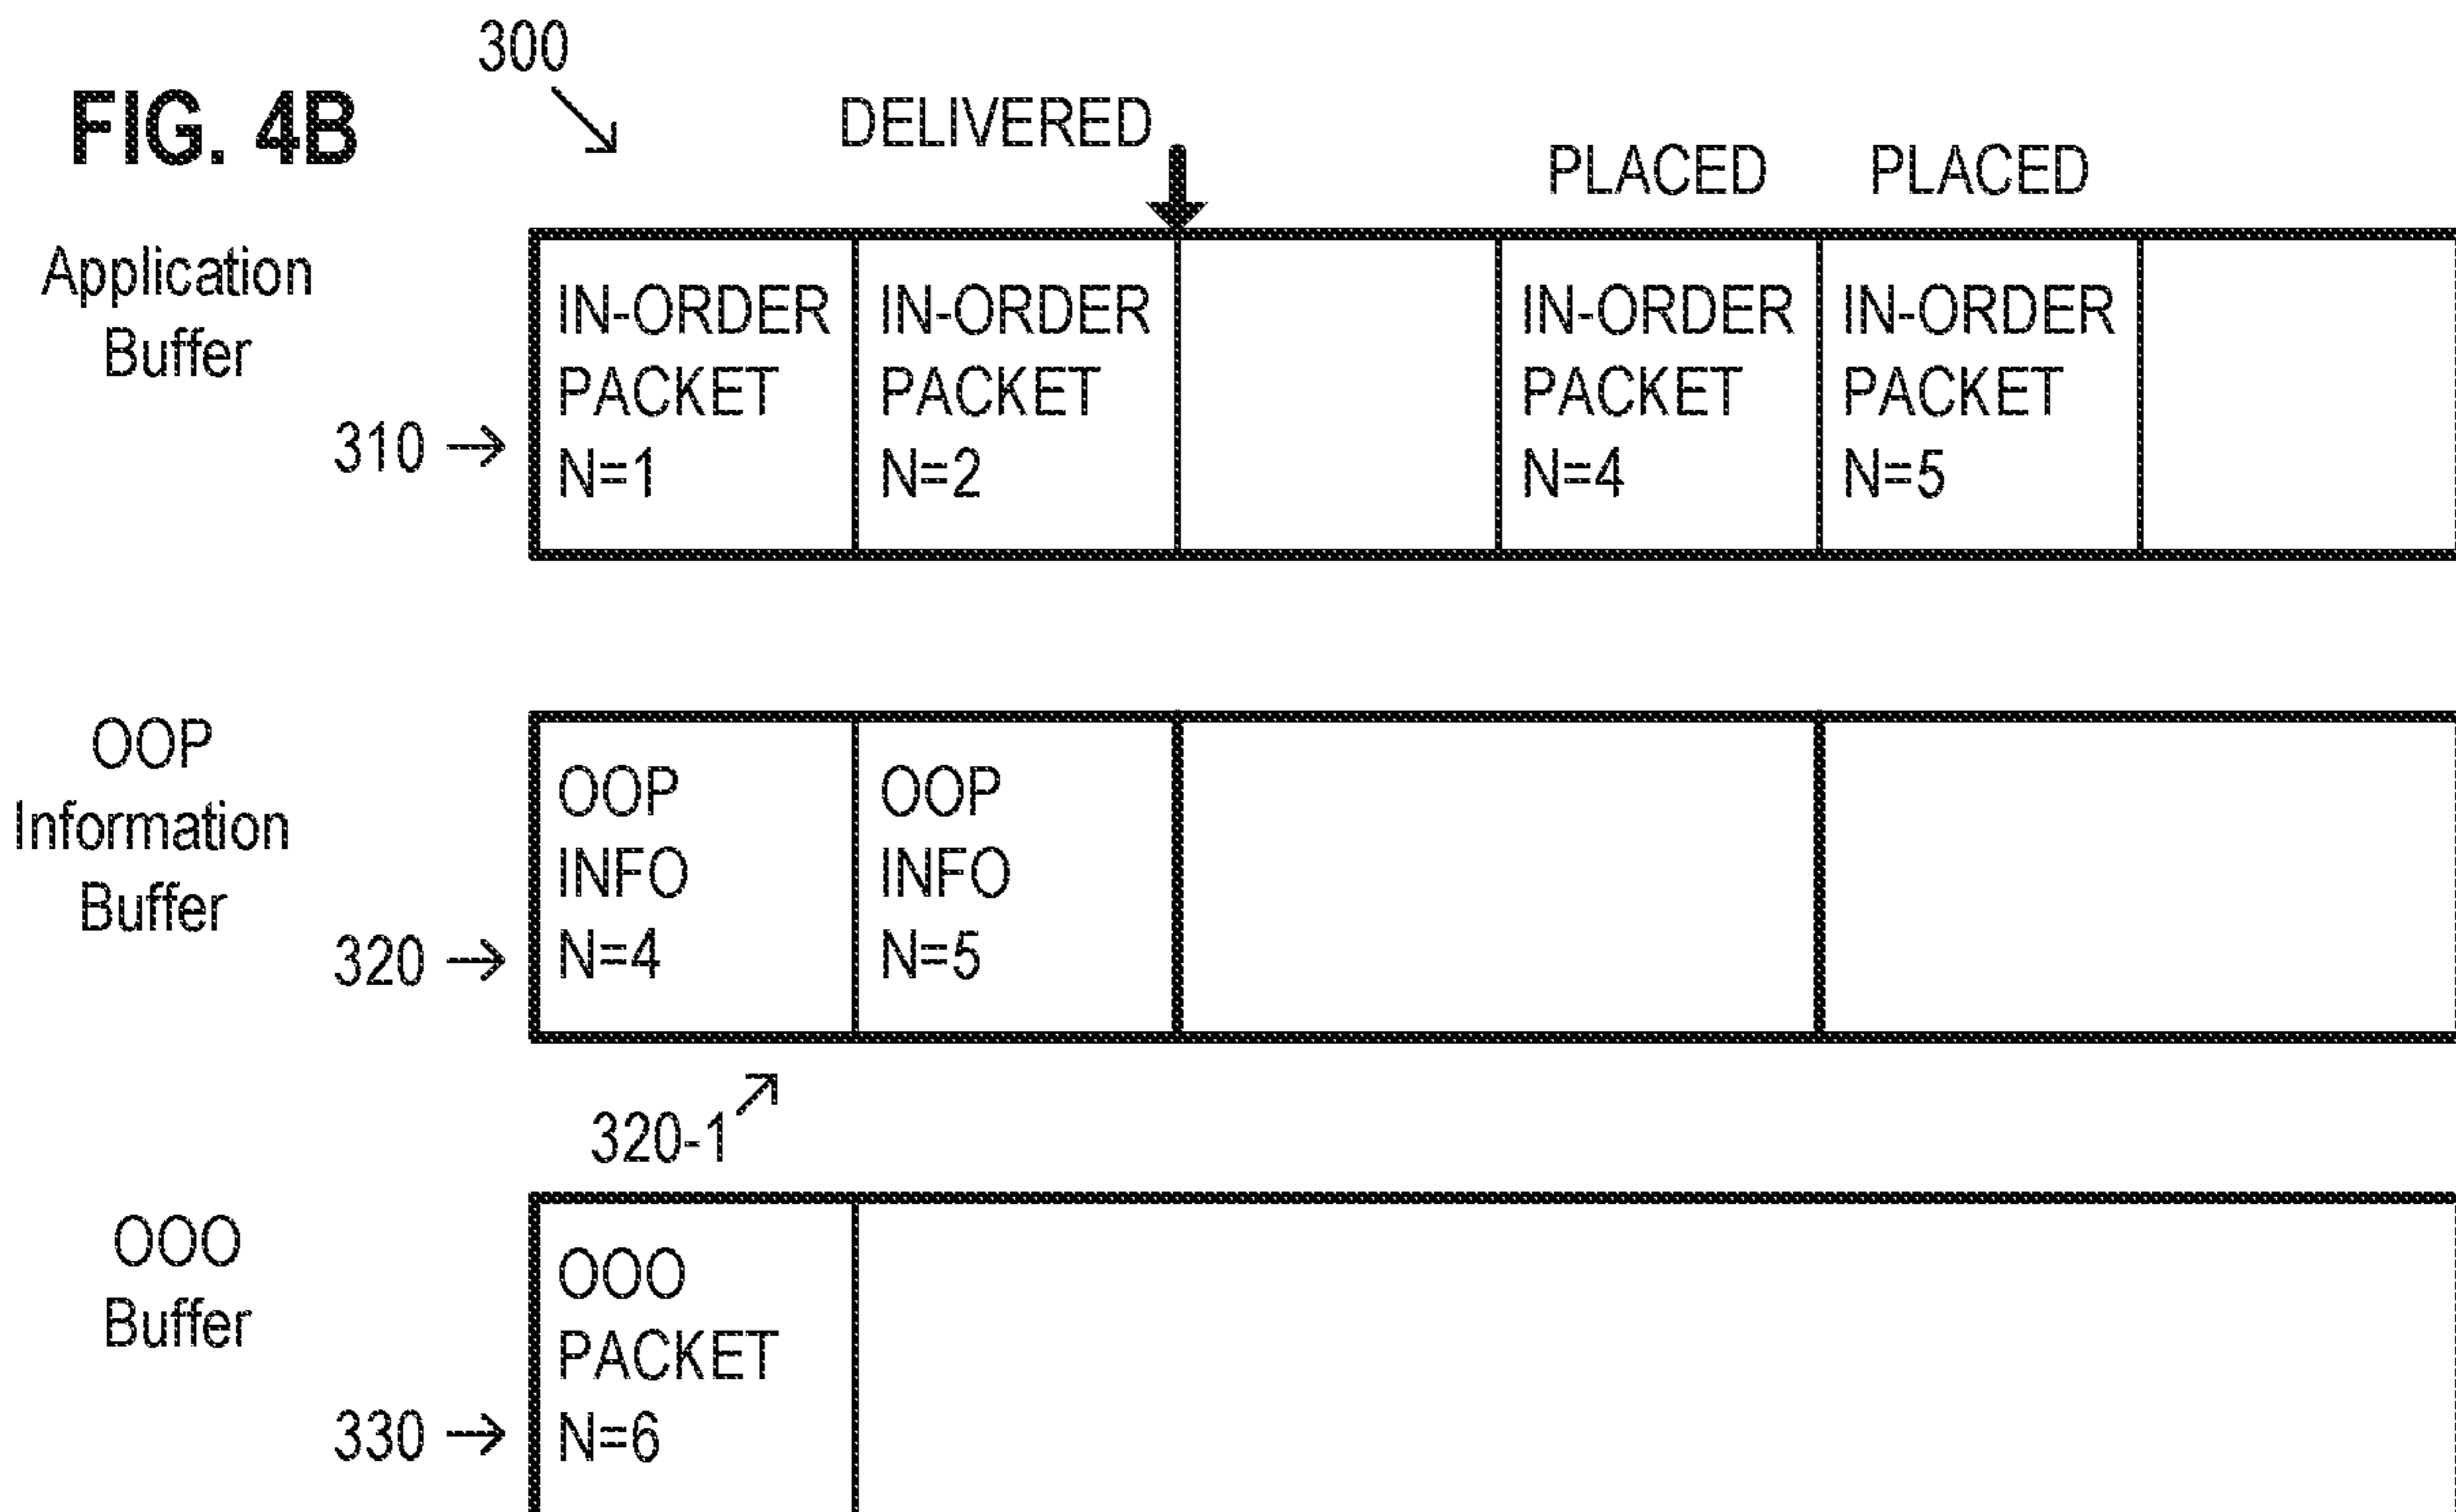 FIG. 4B
300
DELIVERED
PLACED
PLACED
Application
Buffer
310
IN-ORDER
PACKET
N=1
IN-ORDER
PACKET
N=2
IN-ORDER
PACKET
N=4
IN-ORDER
PACKET
N=5
OOP
Information
Buffer
320
OOP
INFO
N=4
OOP
INFO
N=5
320-1
OOO
Buffer
330
OOO
PACKET
N=6